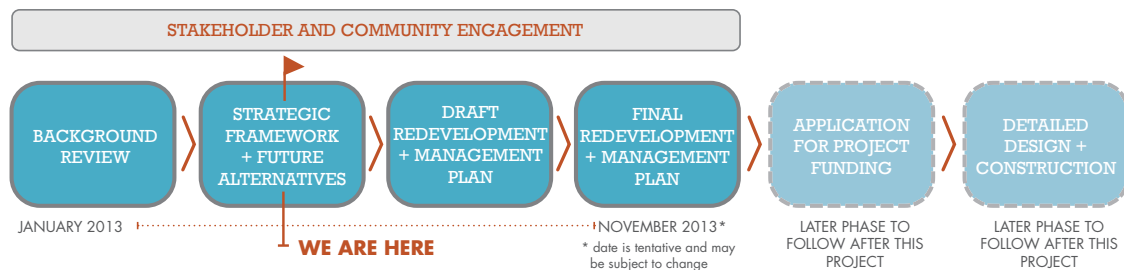 STAKEHOLDER AND COMMUNITY ENGAGEMENT
BACKGROUND
REVIEW
STRATEGIC
FRAMEWORK
+ FUTURE
ALTERNATIVES
DRAFT
REDEVELOPMENT
+ MANAGEMENT
PLAN
FINAL
REDEVELOPMENT
+ MANAGEMENT
PLAN
APPLICATION
FOR PROJECT
FUNDING
DETAILED
DESIGN +
CONSTRUCTION
JANUARY 2013
WE ARE HERE
NOVEMBER 2013*
* date is tentative and may
be subject to change
LATER PHASE TO
FOLLOW AFTER THIS
PROJECT
LATER PHASE TO
FOLLOW AFTER THIS
PROJECT